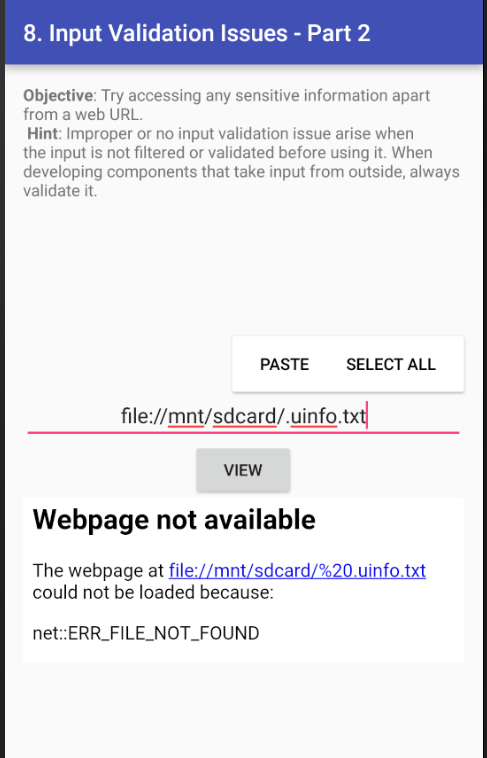 8. Input Validation Issues - Part 2
Objective: Try accessing any sensitive information apart
from a web URL.
Hint: Improper or no input validation issue arise when
the input is not filtered or validated before using it. When
developing components that take input from outside, always
validate it.
PASTE SELECT ALL
file://mnt/sdcard/.uinfo.txt
VIEW
Webpage not available
The webpage at file://mnt/sdcard/%20.uinfo.txt
could not be loaded because:
net::ERR_FILE_NOT_FOUND